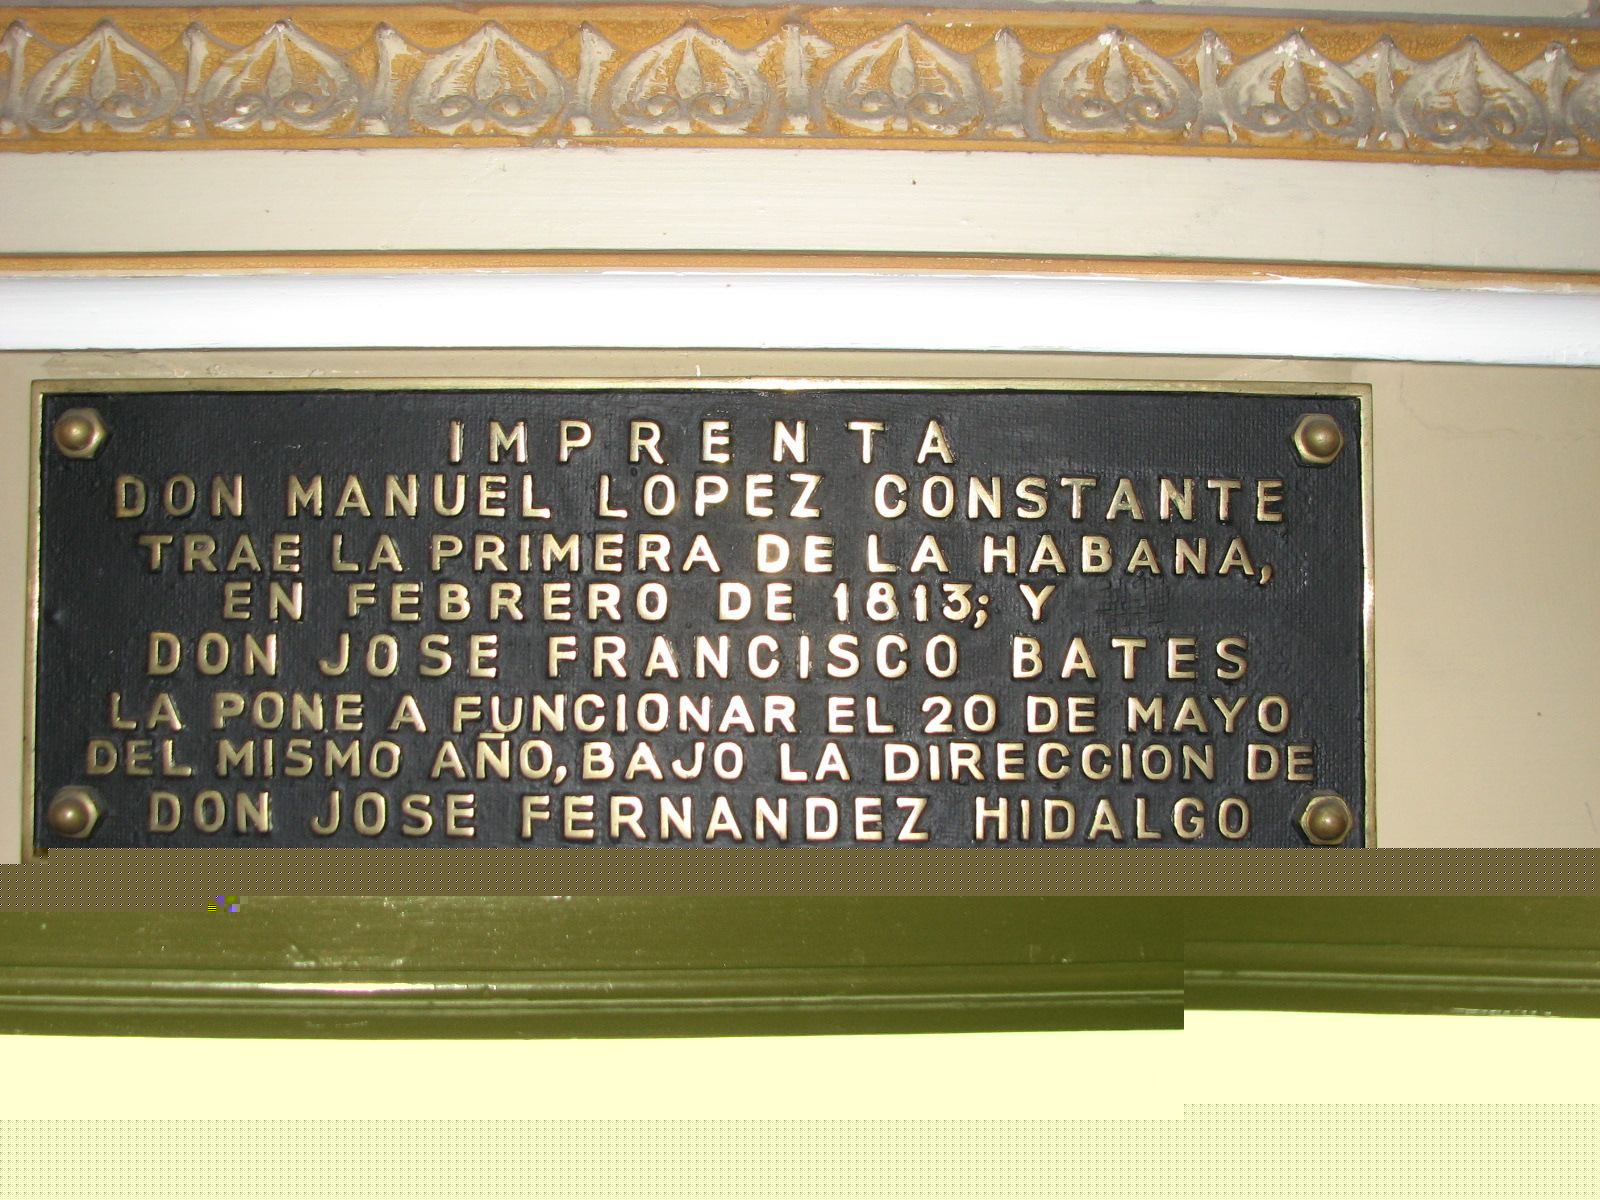 IMPRENTA
DON MANUEL LOPEZ CONSTANTE
TRAE LA PRIMERA DE LA HABANA,
EN FEBRERO DE 1813; Y
DON JOSE FRANCISCO BATES
LA PONE A FUNCIONAR EL 20 DE MAYO
DEL MISMO AÑO, BAJO LA DIRECCION DE
DON JOSE FERNANDEZ HIDALGO